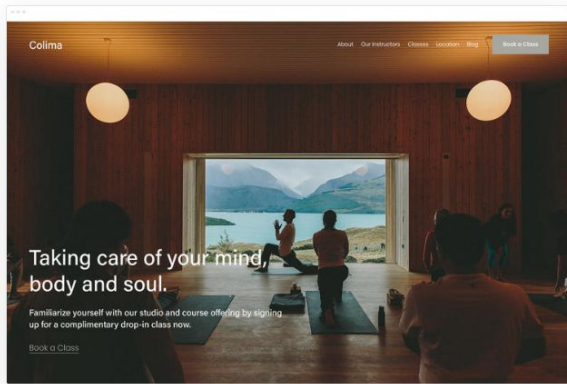 Colima
About Our Instructors Classes Location Blog Book a Class
Taking care of your mind,
body and soul.
Familiarize yourself with our studio and course offering by signing
up for a complimentary drop-in class now.
Book a Class